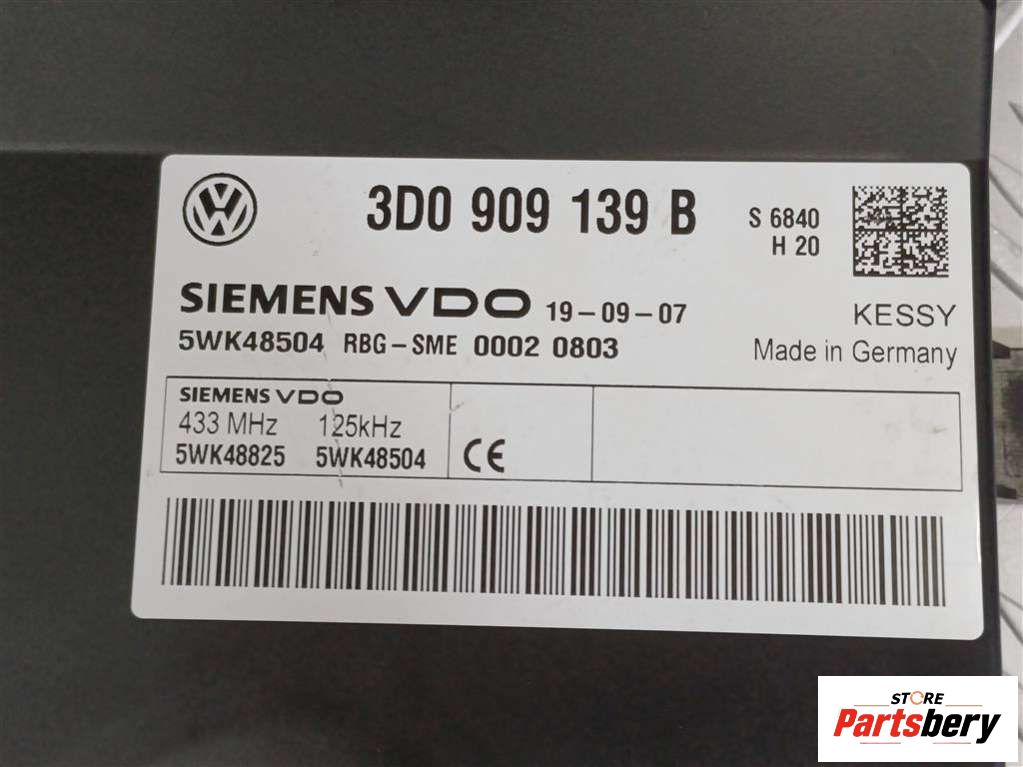 3D0 909 139 B
S 6840
H 20
SIEMENS VDO 19-09-07
KESSY
5WK48504 RBG-SME 0002 0803
Made in Germany
SIEMENS VDO
433 MHz 125kHz
5WK48825 5WK48504
CE
STORE
Partsbery